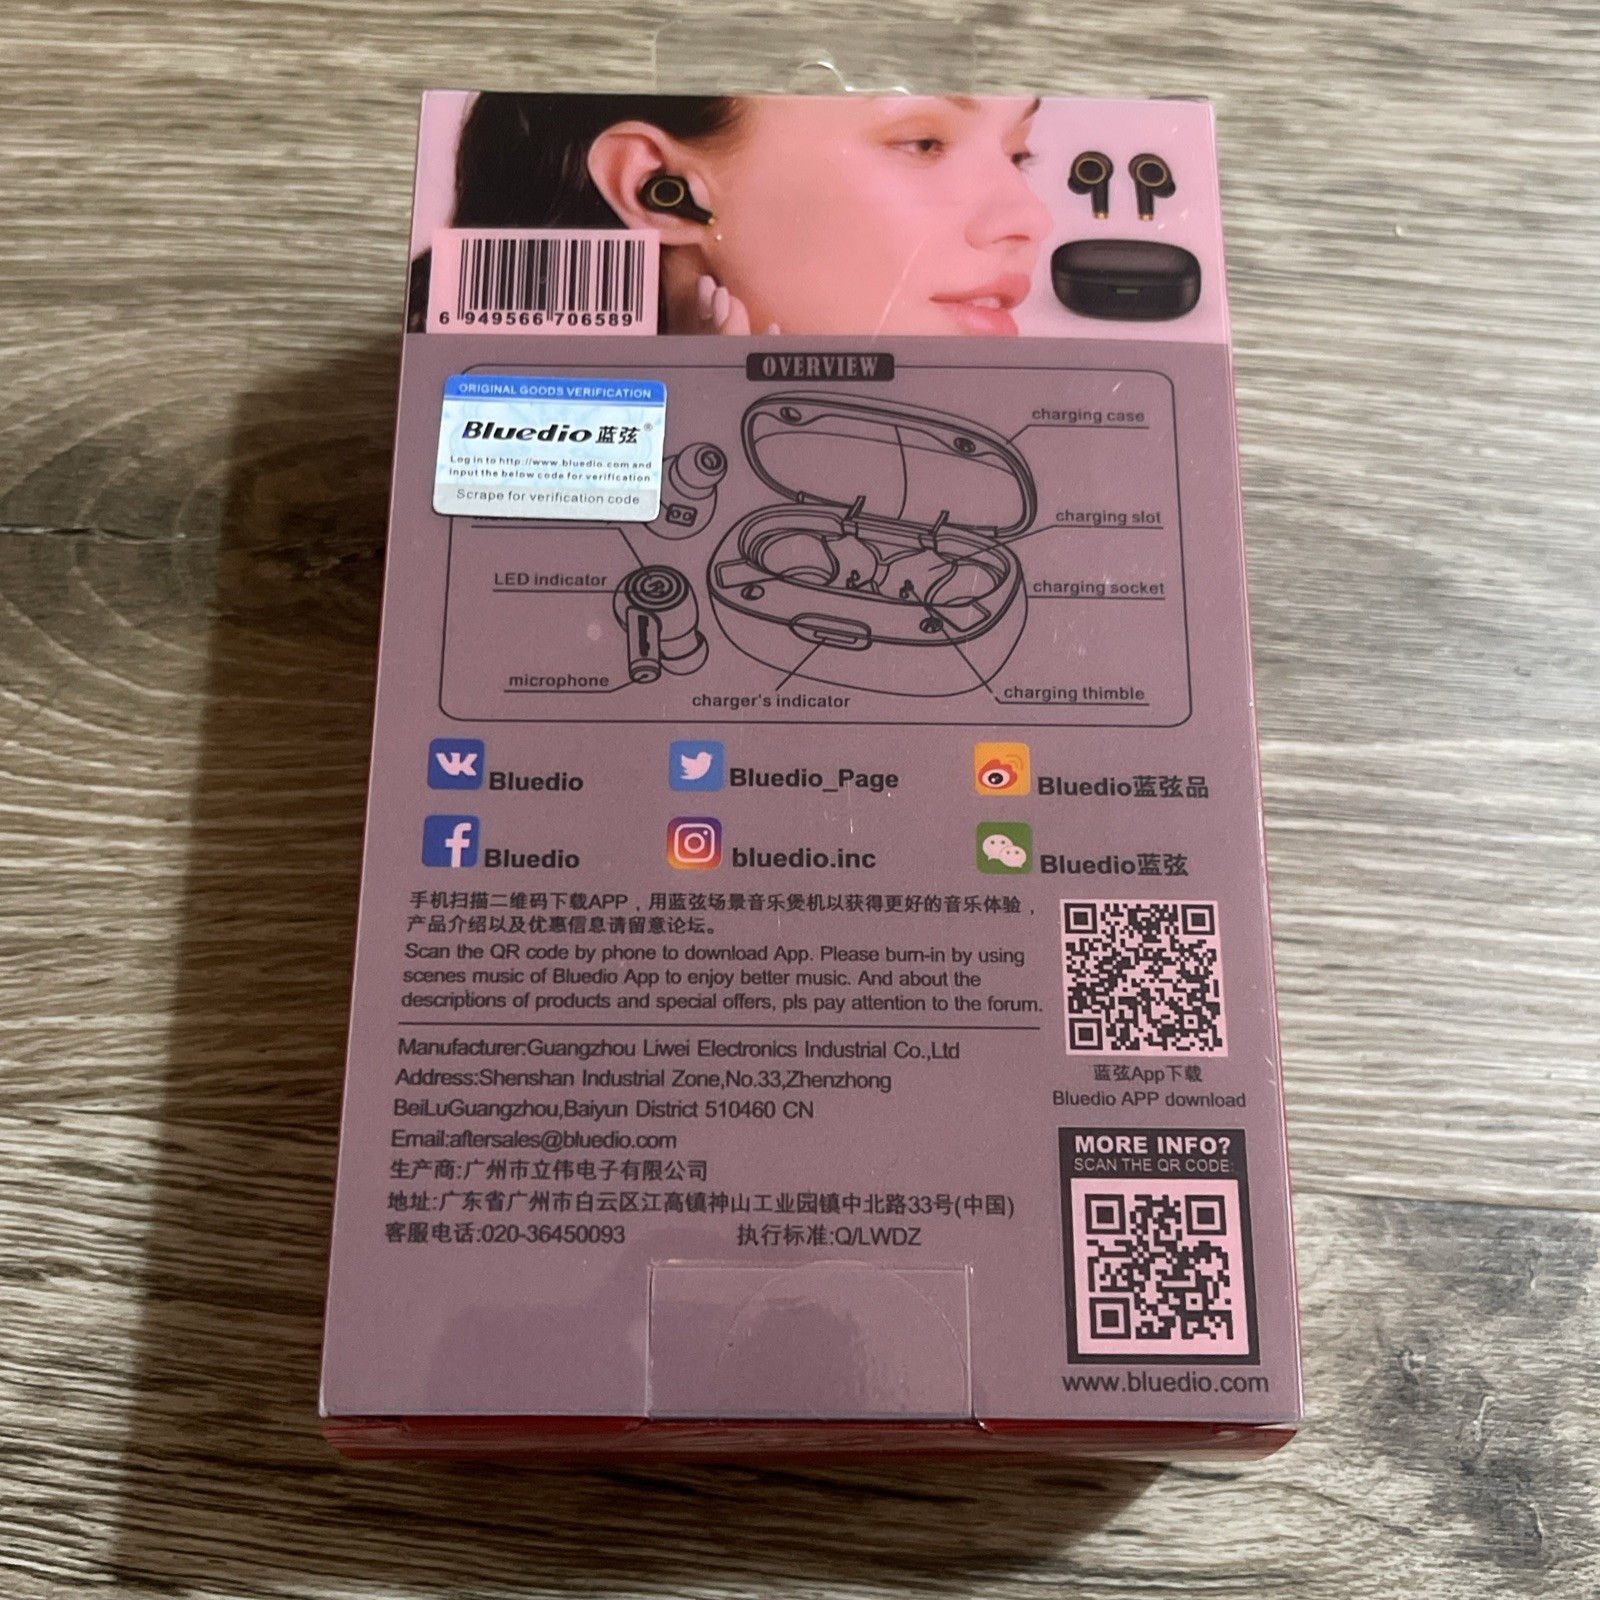 6 949566 706589
OVERVIEW
ORIGINAL GOODS VERIFICATION
Bluedio 蓝弦®
Log in to http://www.bluedio.com and
input the below code for verification
Scrape for verification code
charging case
charging slot
LED indicator
charging socket
Bluedio
microphone
charger's indicator
charging thimble
Bluedio
Bluedio_Page
Bluedio蓝弦品
Bluedio
bluedio.inc
Bluedio蓝弦
手机扫描二维码下载APP，用蓝弦场景音乐煲机以获得更好的音乐体验，
产品介绍以及优惠信息请留意论坛。
Scan the QR code by phone to download App. Please burn-in by using
scenes music of Bluedio App to enjoy better music. And about the
descriptions of products and special offers, pls pay attention to the forum.
Manufacturer:Guangzhou Liwei Electronics Industrial Co.,Ltd
Address:Shenshan Industrial Zone,No.33,Zhenzhong
BeiLuGuangzhou,Baiyun District 510460 CN
Email:aftersales@bluedio.com
生产商:广州市立伟电子有限公司
地址:广东省广州市白云区江高镇神山工业园镇中北路33号(中国)
客服电话:020-36450093 执行标准:Q/LWDZ
蓝弦App下载
Bluedio APP download
MORE INFO?
SCAN THE QR CODE:
www.bluedio.com